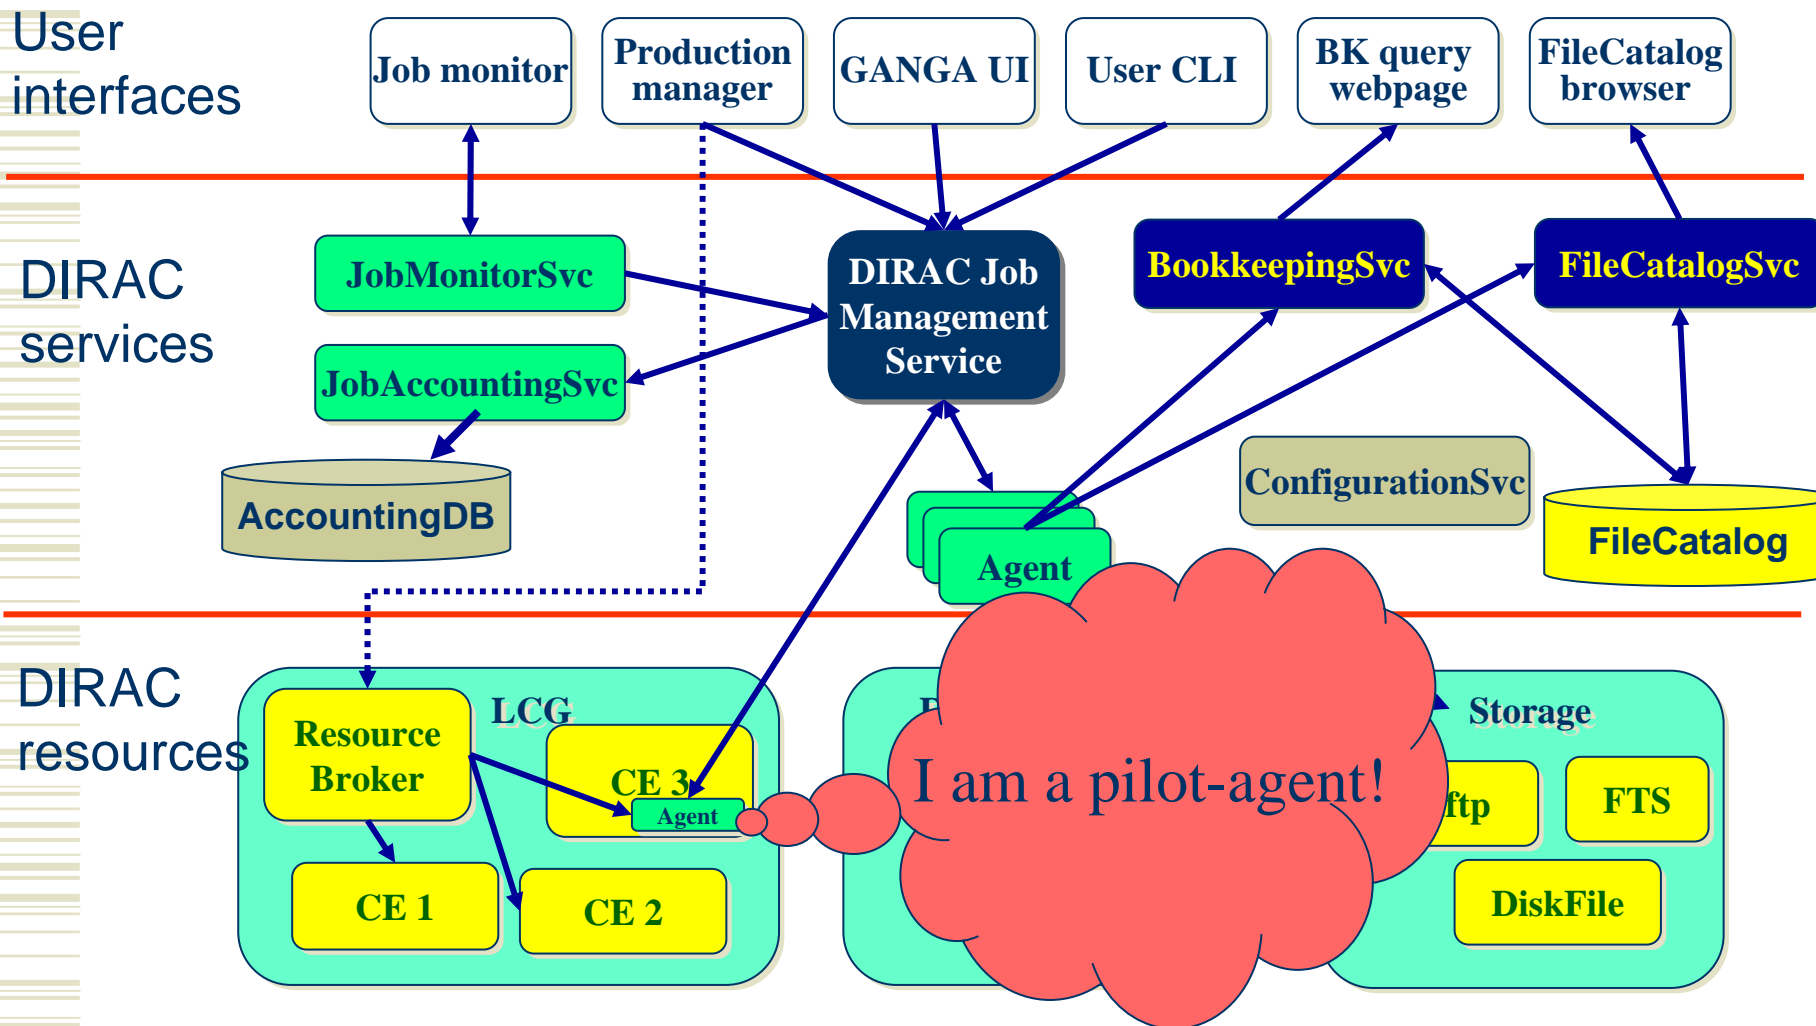 User
interfaces
Job monitor
Production
manager
GANGA UI
User CLI
BK query
webpage
FileCatalog
browser
DIRAC
services
JobMonitorSvc
JobAccountingSvc
AccountingDB
DIRAC Job
Management
Service
BookkeepingSvc
FileCatalogSvc
ConfigurationSvc
FileCatalog
Agent
DIRAC
resources
LCG
Resource
Broker
CE 3
Agent
CE 1
CE 2
I am a pilot-agent!
Storage
ftp
FTS
DiskFile